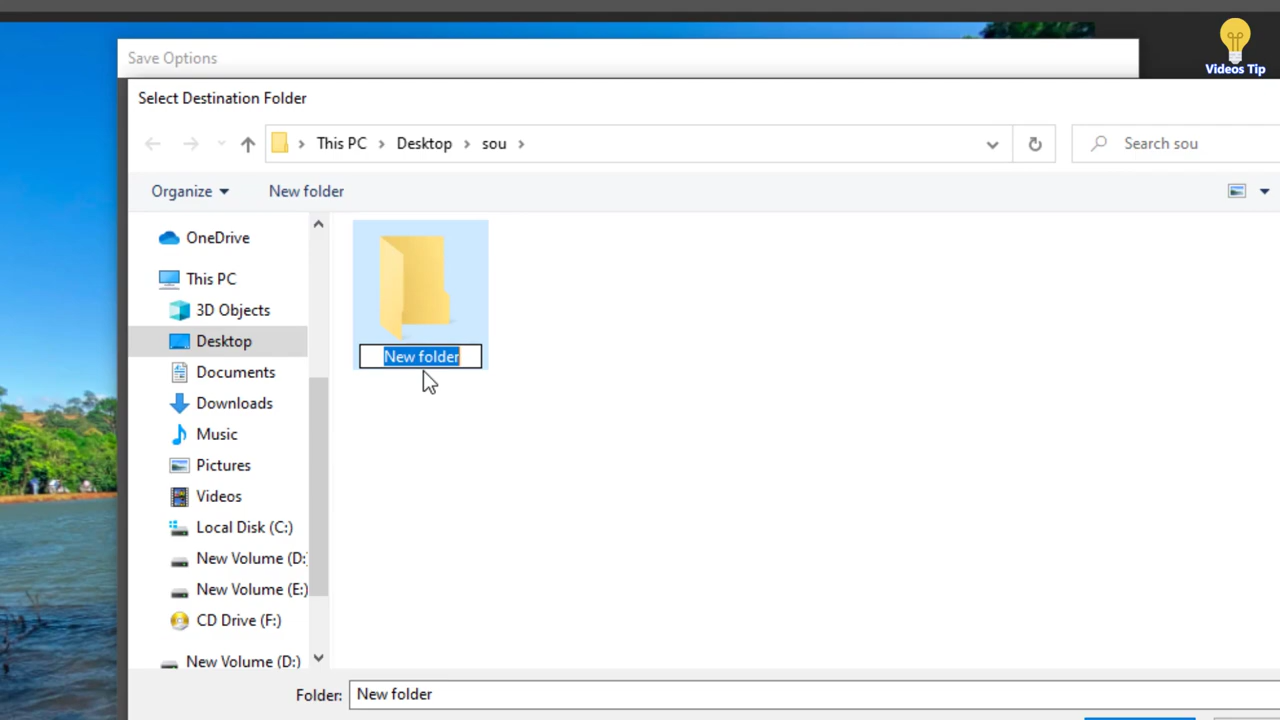 Videos Tip
Save Options
Select Destination Folder
This PC
Desktop
sou
Search sou
Organize
New folder
OneDrive
This PC
3D Objects
Desktop
Documents
Downloads
Music
Pictures
Videos
Local Disk (C:)
New Volume (D:
New Volume (E:)
CD Drive (F:)
New Volume (D:)
New folder
Folder: New folder